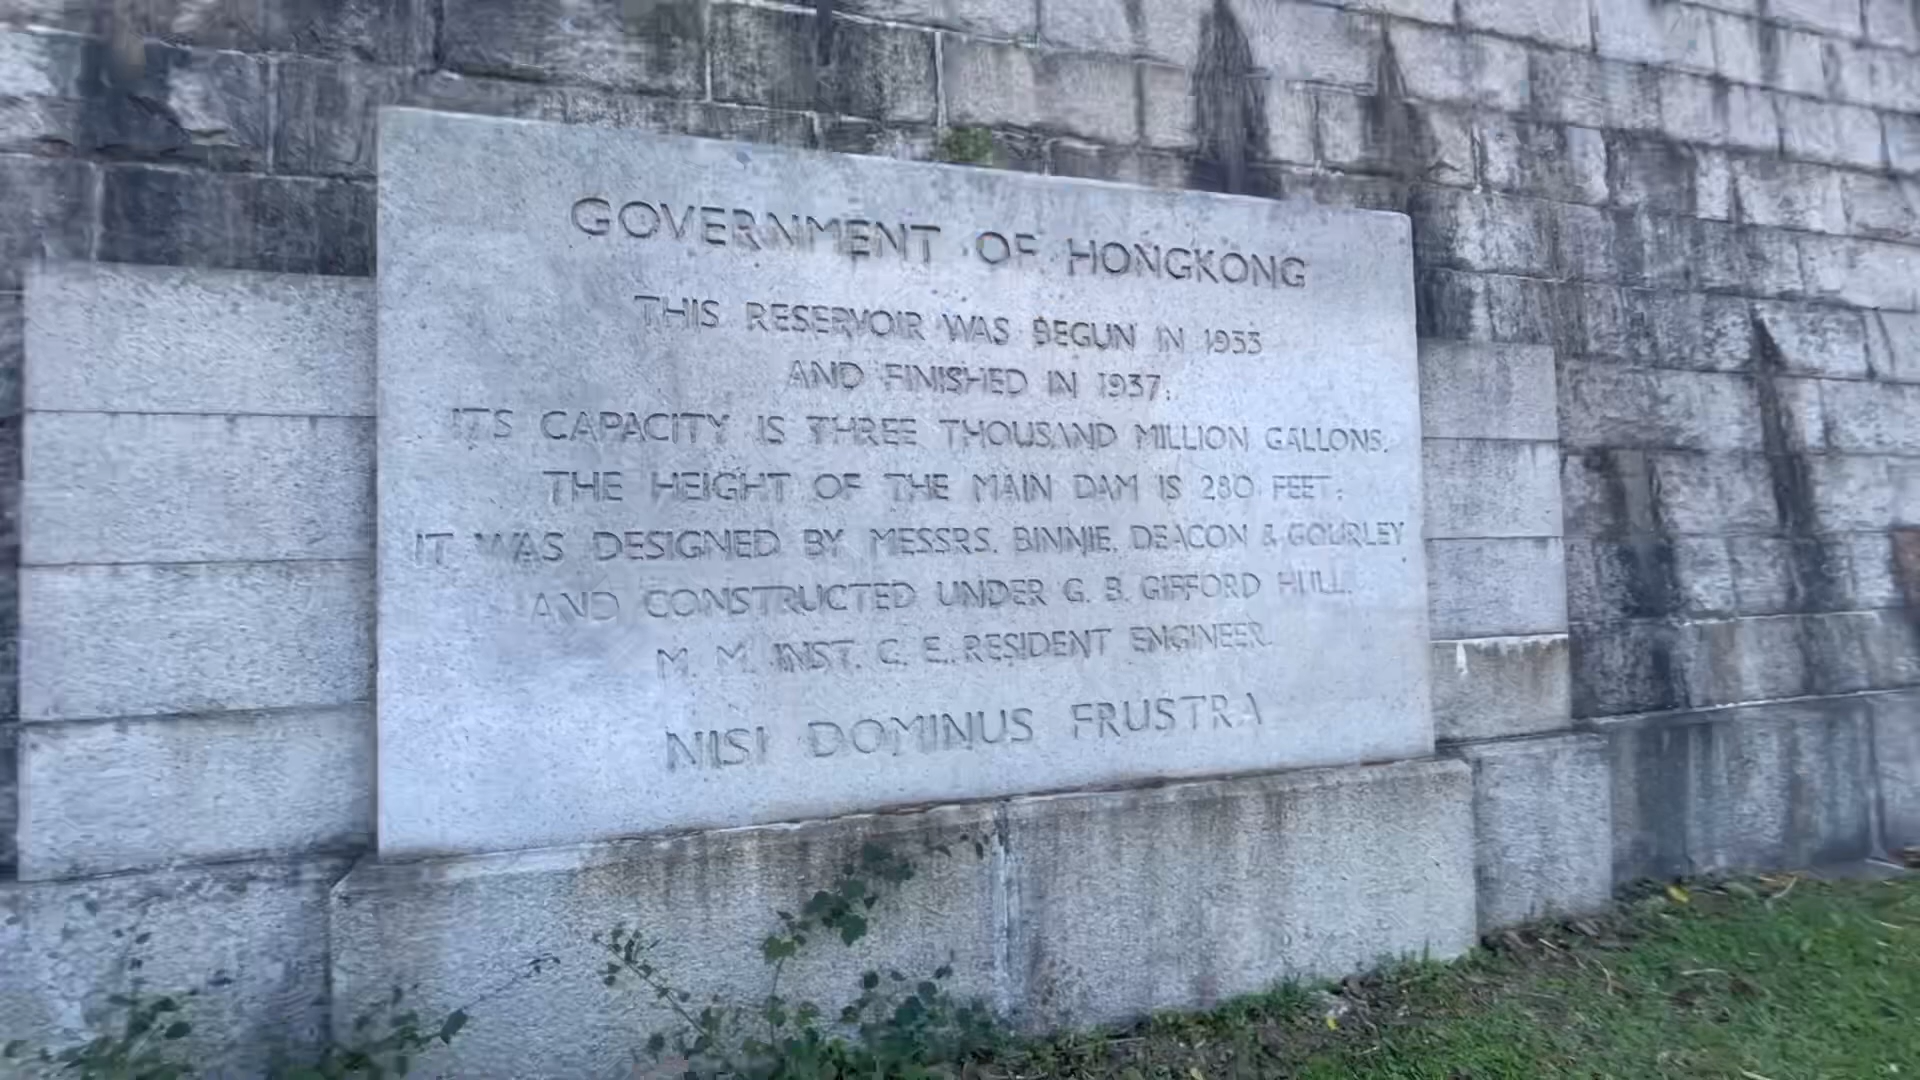 GOVERNMENT OF HONGKONG
THIS RESERVOIR WAS BEGUN IN 1933
AND FINISHED IN 1937;
ITS CAPACITY IS THREE THOUSAND MILLION GALLONS.
THE HEIGHT OF THE MAIN DAM IS 280 FEET;
IT WAS DESIGNED BY MESSRS. BINNIE, DEACON & GOURLEY
AND CONSTRUCTED UNDER G. B. GIFFORD HULL.
M. M. INST. C. E., RESIDENT ENGINEER.
NISI DOMINUS FRUSTRA